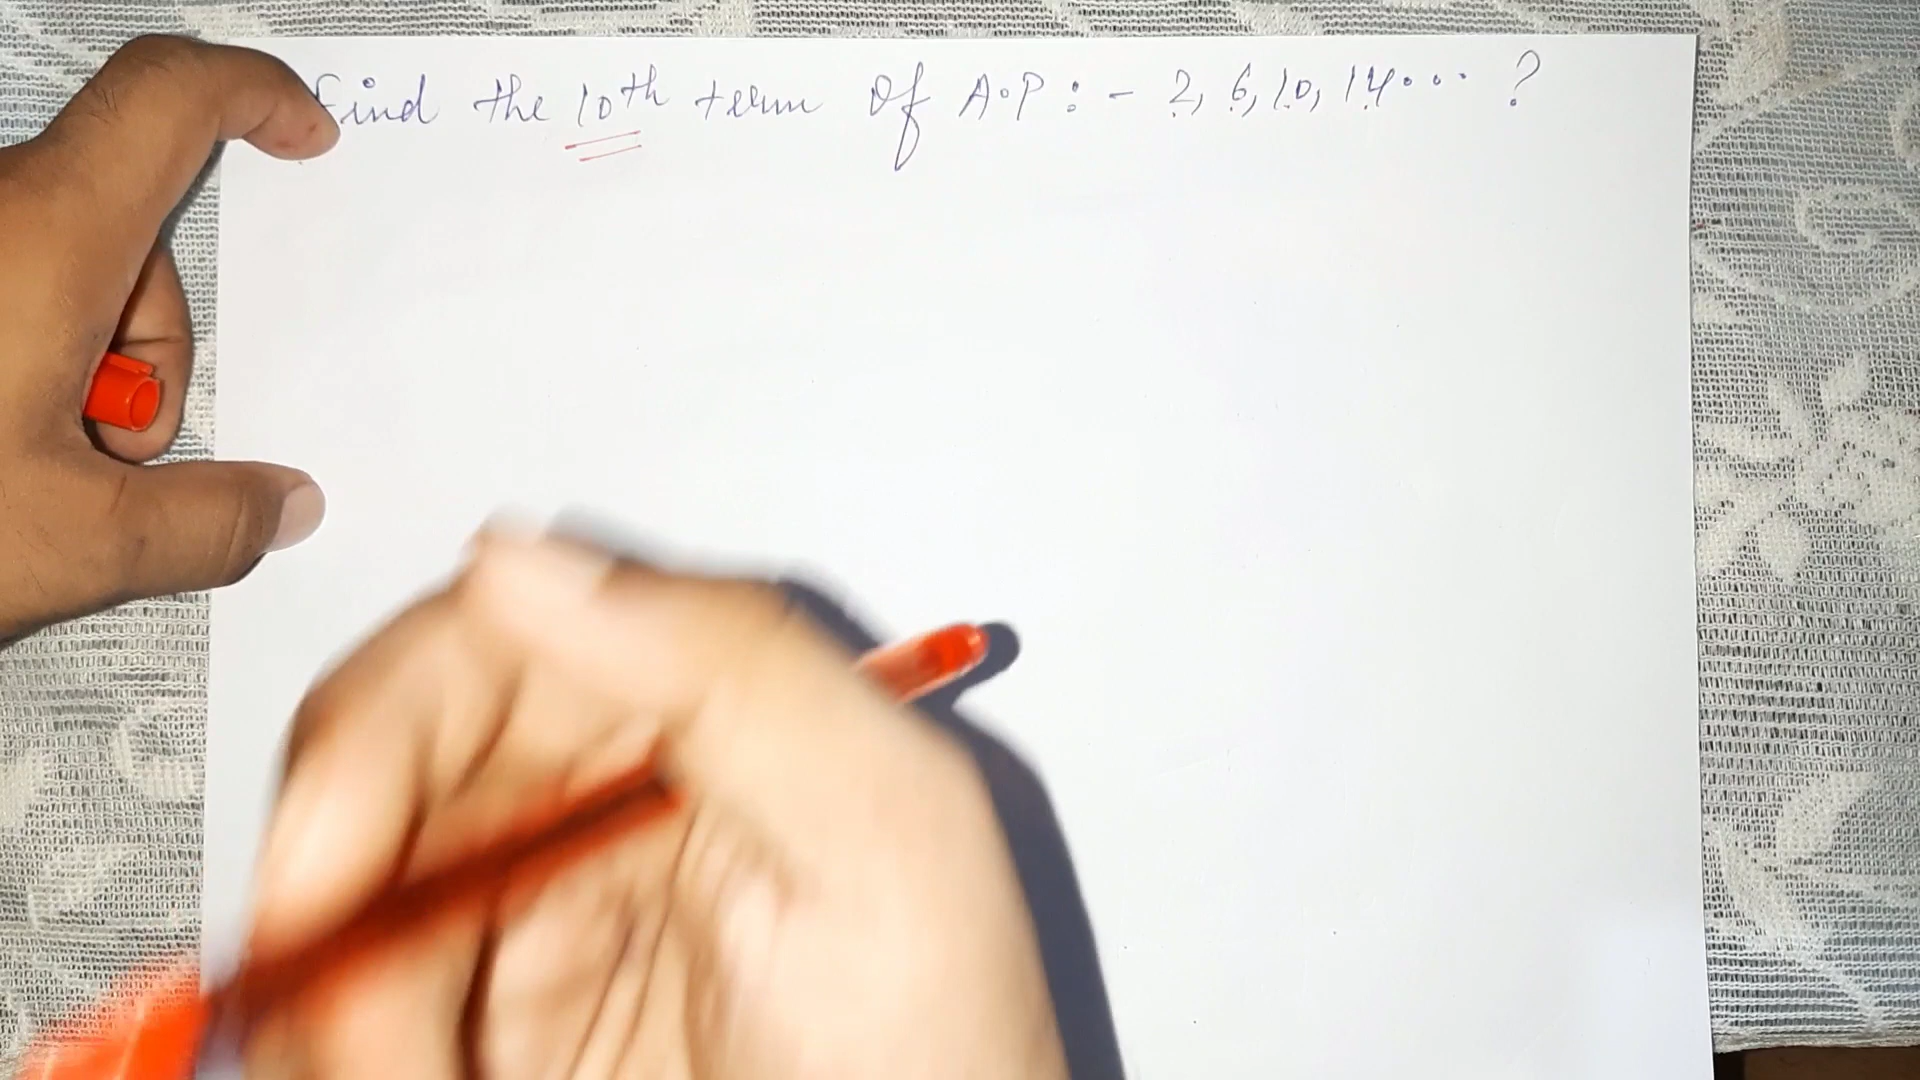 Find the 10th term Of A.P:- 2, 6, 10, 14... ?